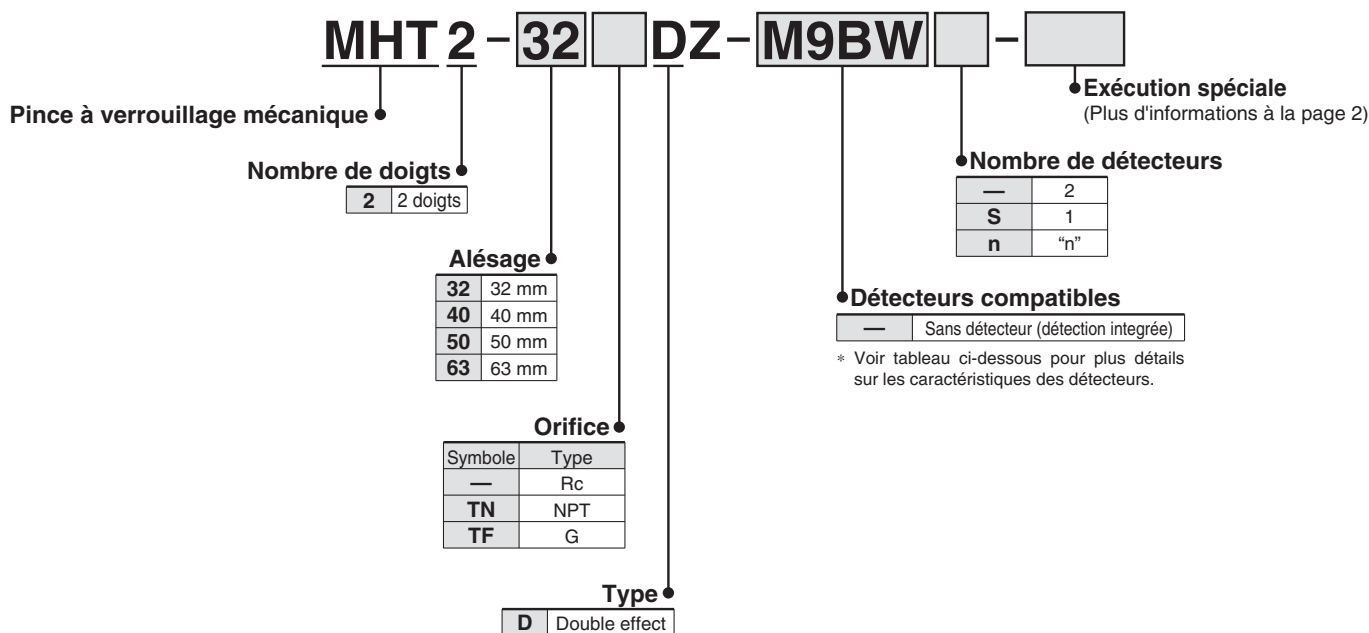 MHT 2 – 32 DZ – M9BW –
Pince à verrouillage mécanique
Exécution spéciale
(Plus d'informations à la page 2)
Nombre de doigts
2 2 doigts
Nombre de détecteurs
— 2
S 1
n “n”
Alésage
32 32 mm
40 40 mm
50 50 mm
63 63 mm
Détecteurs compatibles
— Sans détecteur (détection integrée)
* Voir tableau ci-dessous pour plus détails
sur les caractéristiques des détecteurs.
Orifice
Symbole Type
— Rc
TN NPT
TF G
Type
D Double effect